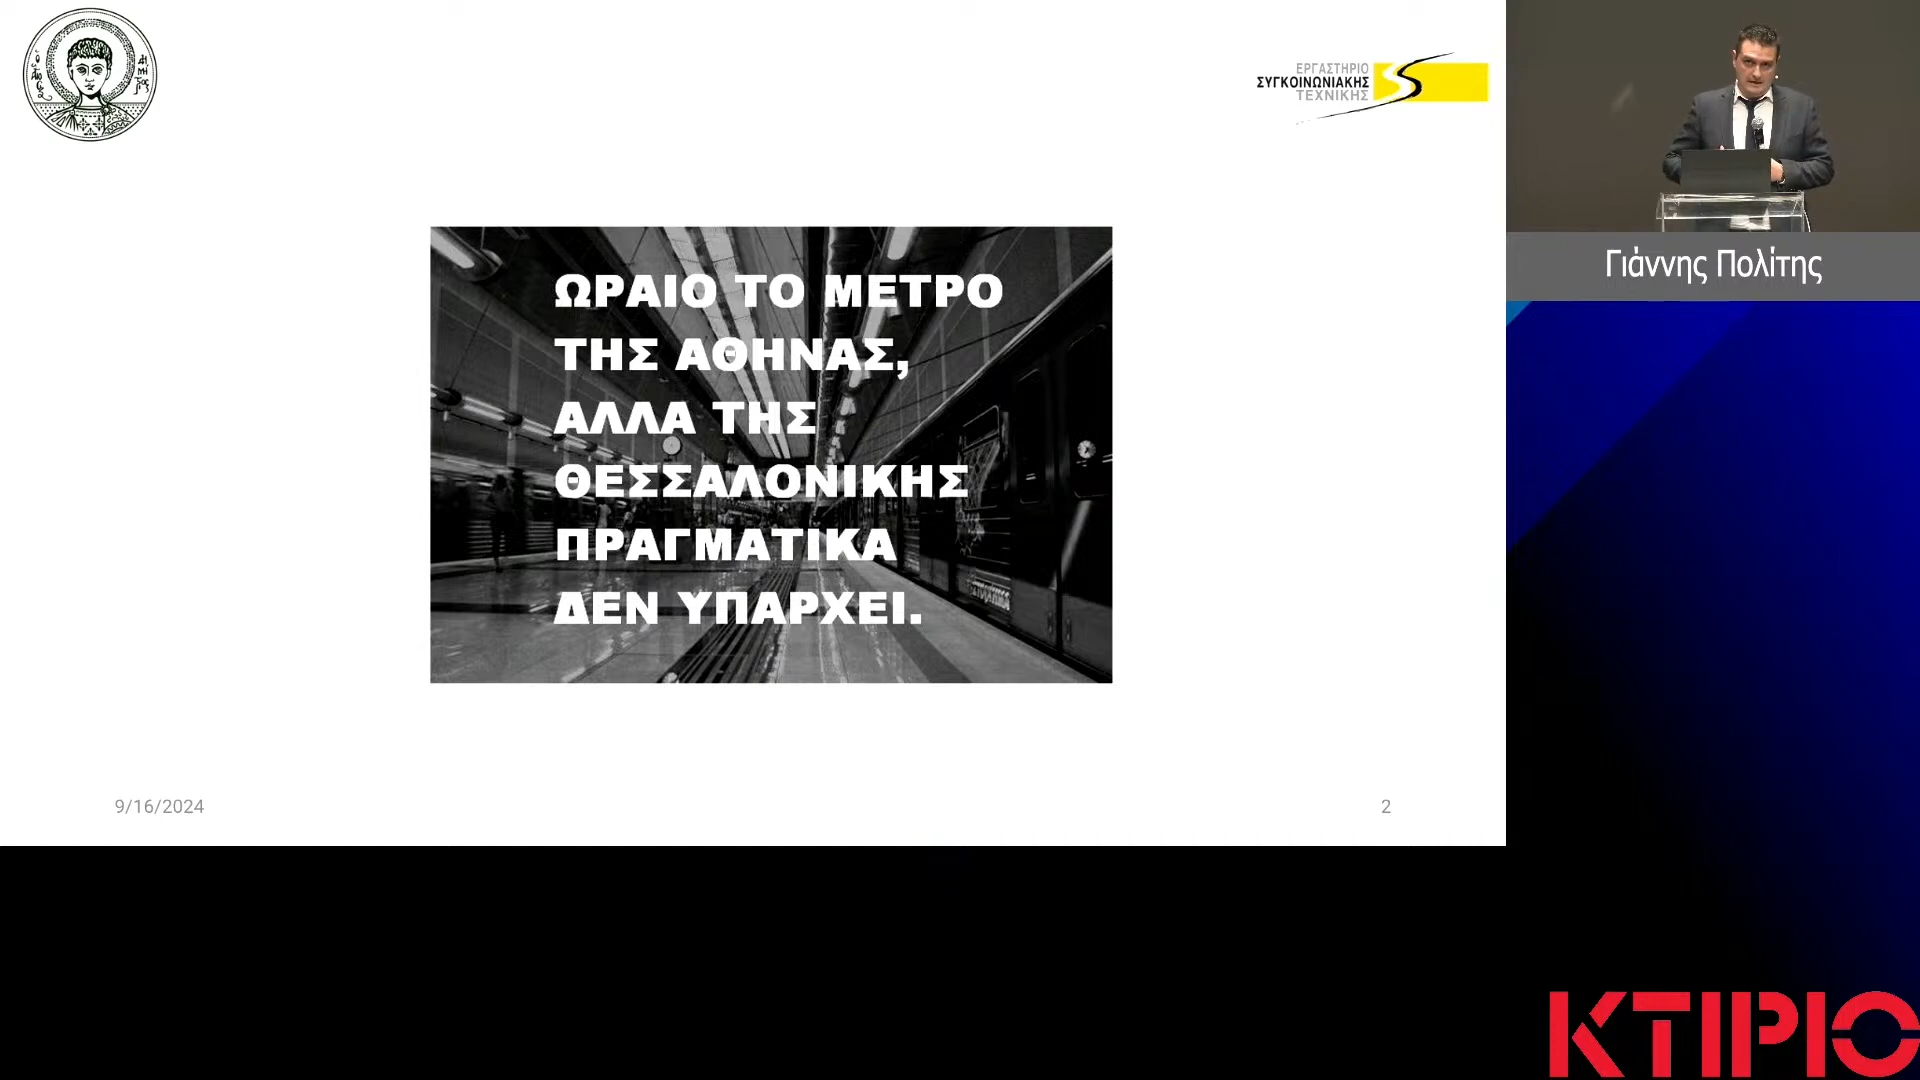 ΕΡΓΑΣΤΗΡΙΟ
ΣΥΓΚΟΙΝΩΝΙΑΚΗΣ
ΤΕΧΝΙΚΗΣ
ΩΡΑΙΟ ΤΟ ΜΕΤΡΟ
ΤΗΣ ΑΘΗΝΑΣ,
ΑΛΛΑ ΤΗΣ
ΘΕΣΣΑΛΟΝΙΚΗΣ
ΠΡΑΓΜΑΤΙΚΑ
ΔΕΝ ΥΠΑΡΧΕΙ.
9/16/2024
2
Γιάννης Πολίτης
ΚΤΙΡΙΟ